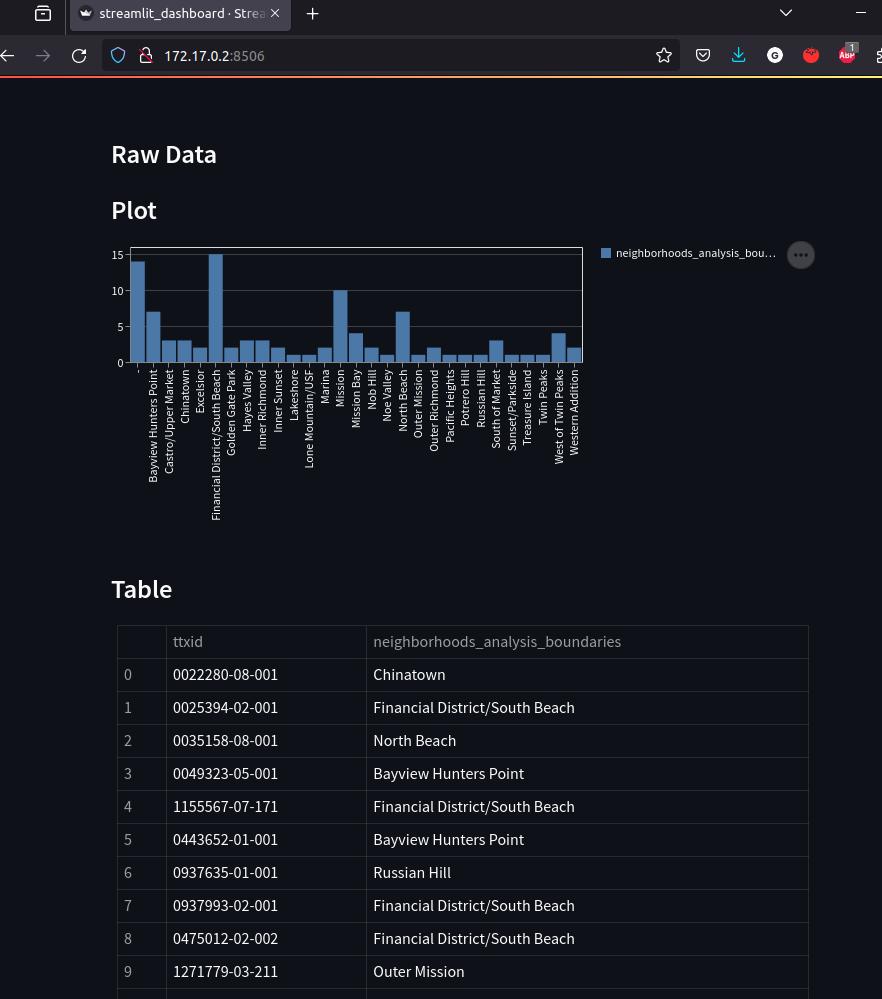 streamlit_dashboard · Strea
172.17.0.2:8506
G
ABP
1
Raw Data
Plot
15
10
5
0
neighborhoods_analysis_bou…
-
Bayview Hunters Point
Castro/Upper Market
Chinatown
Excelsior
Financial District/South Beach
Golden Gate Park
Hayes Valley
Inner Richmond
Inner Sunset
Lakeshore
Lone Mountain/USF
Marina
Mission
Mission Bay
Nob Hill
Noe Valley
North Beach
Outer Mission
Outer Richmond
Pacific Heights
Potrero Hill
Russian Hill
South of Market
Sunset/Parkside
Treasure Island
Twin Peaks
West of Twin Peaks
Western Addition
Table
ttxid neighborhoods_analysis_boundaries
0 0022280-08-001 Chinatown
1 0025394-02-001 Financial District/South Beach
2 0035158-08-001 North Beach
3 0049323-05-001 Bayview Hunters Point
4 1155567-07-171 Financial District/South Beach
5 0443652-01-001 Bayview Hunters Point
6 0937635-01-001 Russian Hill
7 0937993-02-001 Financial District/South Beach
8 0475012-02-002 Financial District/South Beach
9 1271779-03-211 Outer Mission